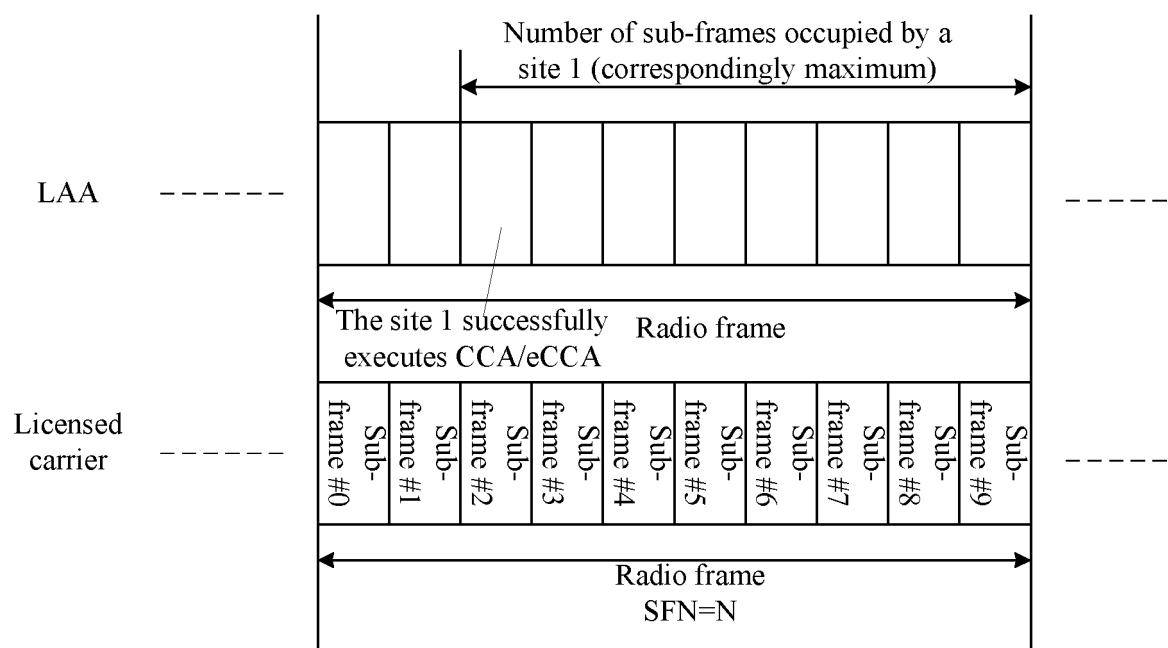 Number of sub-frames occupied by a
site 1 (correspondingly maximum)
LAA
The site 1 successfully
executes CCA/eCCA
Radio frame
Licensed
carrier
Sub-
frame #0
Sub-
frame #1
Sub-
frame #2
Sub-
frame #3
Sub-
frame #4
Sub-
frame #5
Sub-
frame #6
Sub-
frame #7
Sub-
frame #8
Sub-
frame #9
Radio frame
SFN=N